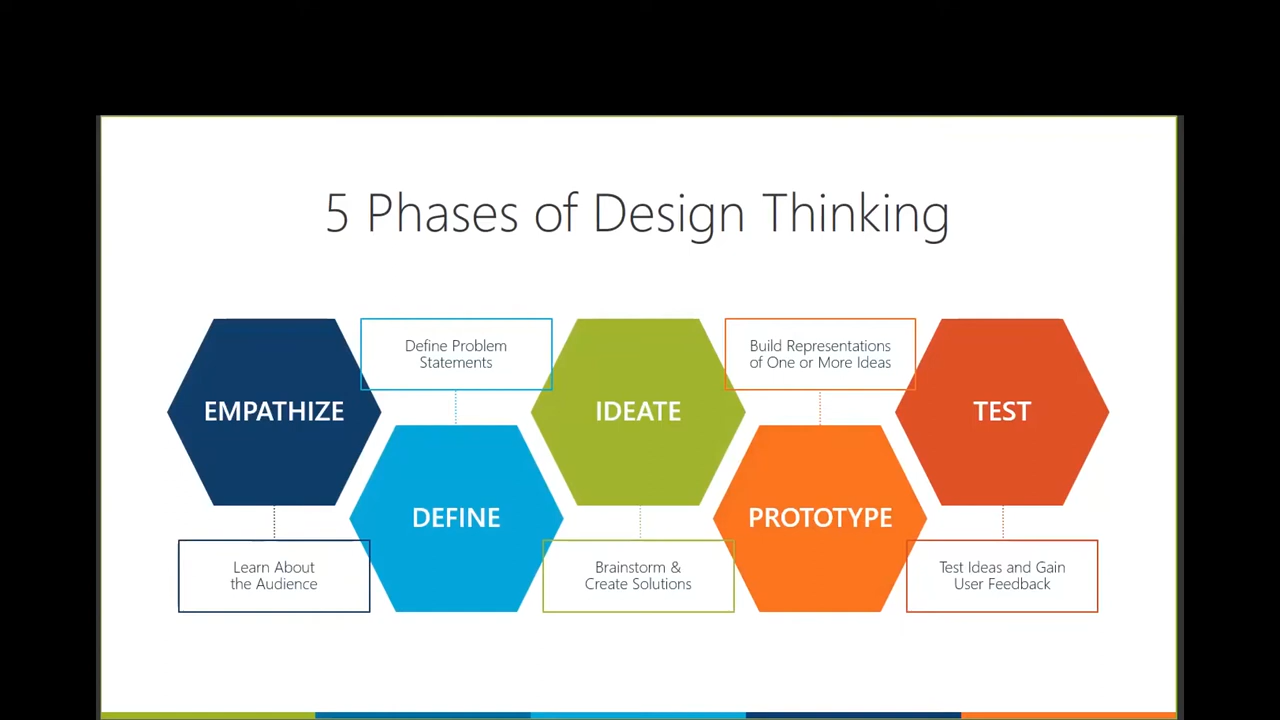 5 Phases of Design Thinking
EMPATHIZE
Learn About
the Audience
Define Problem
Statements
DEFINE
IDEATE
Brainstorm &
Create Solutions
Build Representations
of One or More Ideas
PROTOTYPE
TEST
Test Ideas and Gain
User Feedback